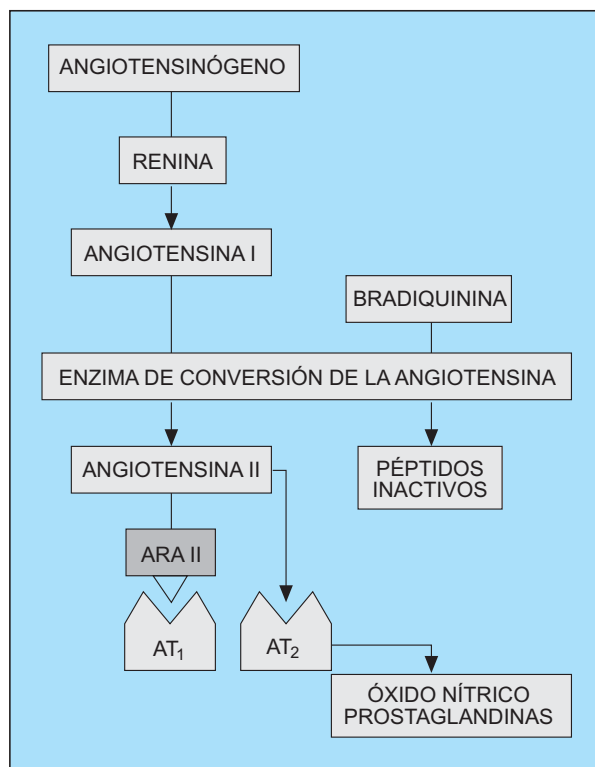 ANGIOTENSINÓGENO
RENINA
ANGIOTENSINA I
BRADIQUININA
ENZIMA DE CONVERSIÓN DE LA ANGIOTENSINA
ANGIOTENSINA II
PÉPTIDOS
INACTIVOS
ARA II
AT₁
AT₂
ÓXIDO NÍTRICO
PROSTAGLANDINAS